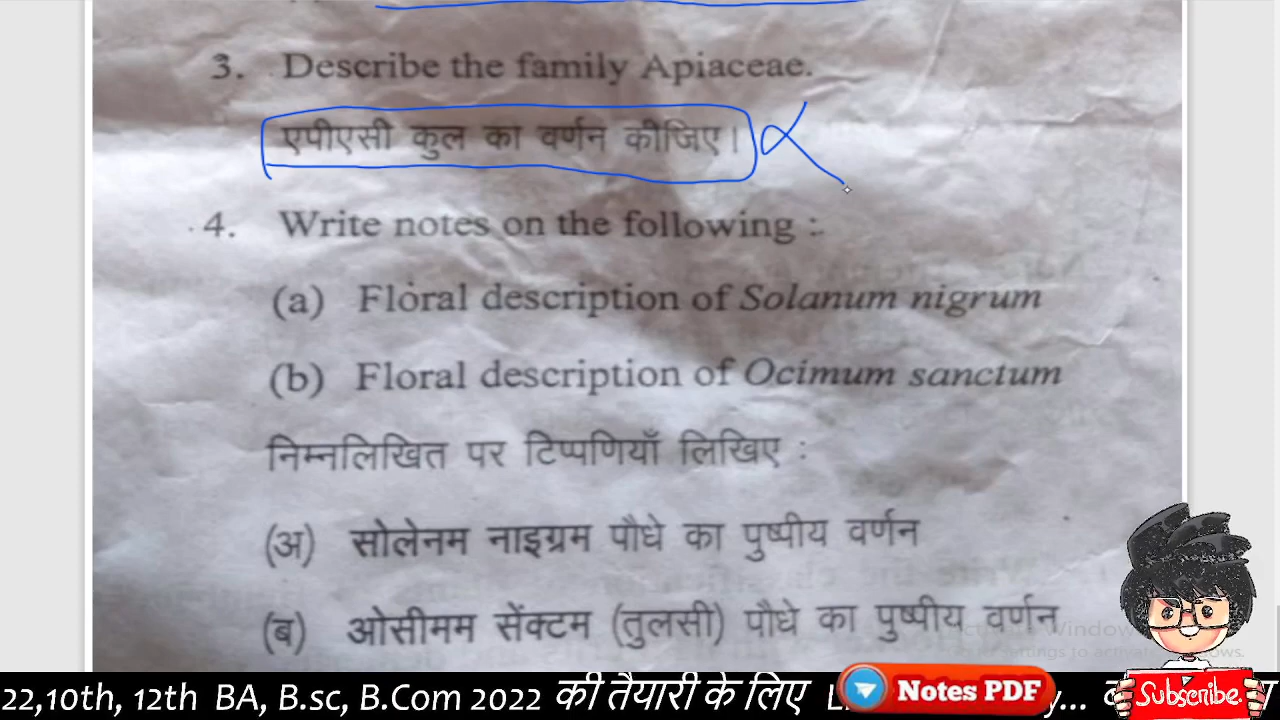 3. Describe the family Apiaceae.
एपीएसी कुल का वर्णन कीजिए।
4. Write notes on the following :
(a) Floral description of Solanum nigrum
(b) Floral description of Ocimum sanctum
निम्नलिखित पर टिप्पणियाँ लिखिए :
(अ) सोलेनम नाइग्रम पौधे का पुष्पीय वर्णन
(ब) ओसीमम सेंक्टम (तुलसी) पौधे का पुष्पीय वर्णन
22,10th, 12th BA, B.sc, B.Com 2022 की तैयारी के लिए
Notes PDF
Subscribe.